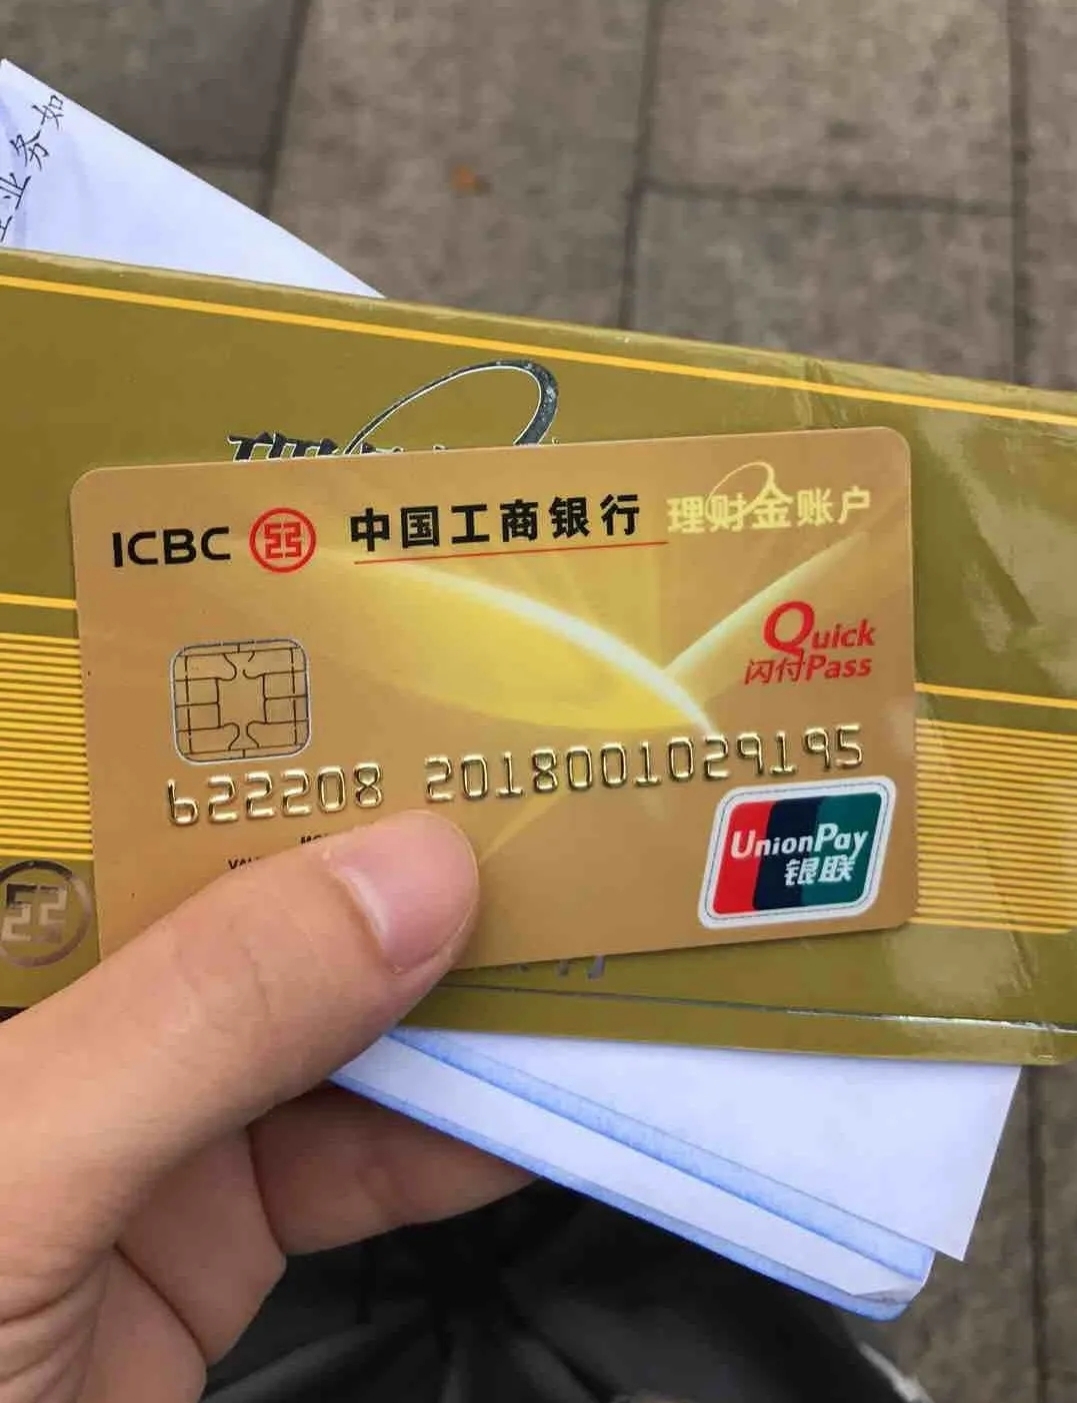 业务如
ICBC 中国工商银行 理财金账户
Quick
闪付Pass
622208 2018001029195
UnionPay
银联